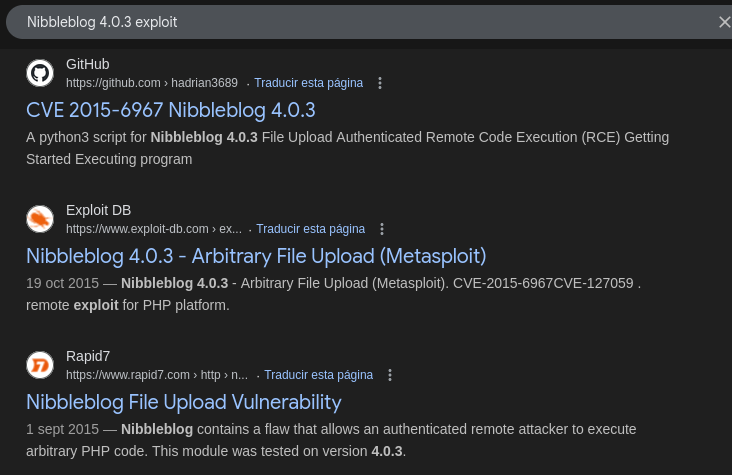 Nibbleblog 4.0.3 exploit
GitHub
https://github.com › hadrian3689 · Traducir esta página
CVE 2015-6967 Nibbleblog 4.0.3
A python3 script for Nibbleblog 4.0.3 File Upload Authenticated Remote Code Execution (RCE) Getting
Started Executing program
Exploit DB
https://www.exploit-db.com › ex... · Traducir esta página
Nibbleblog 4.0.3 - Arbitrary File Upload (Metasploit)
19 oct 2015 — Nibbleblog 4.0.3 - Arbitrary File Upload (Metasploit). CVE-2015-6967CVE-127059 .
remote exploit for PHP platform.
Rapid7
https://www.rapid7.com › http › n... · Traducir esta página
Nibbleblog File Upload Vulnerability
1 sept 2015 — Nibbleblog contains a flaw that allows an authenticated remote attacker to execute
arbitrary PHP code. This module was tested on version 4.0.3.